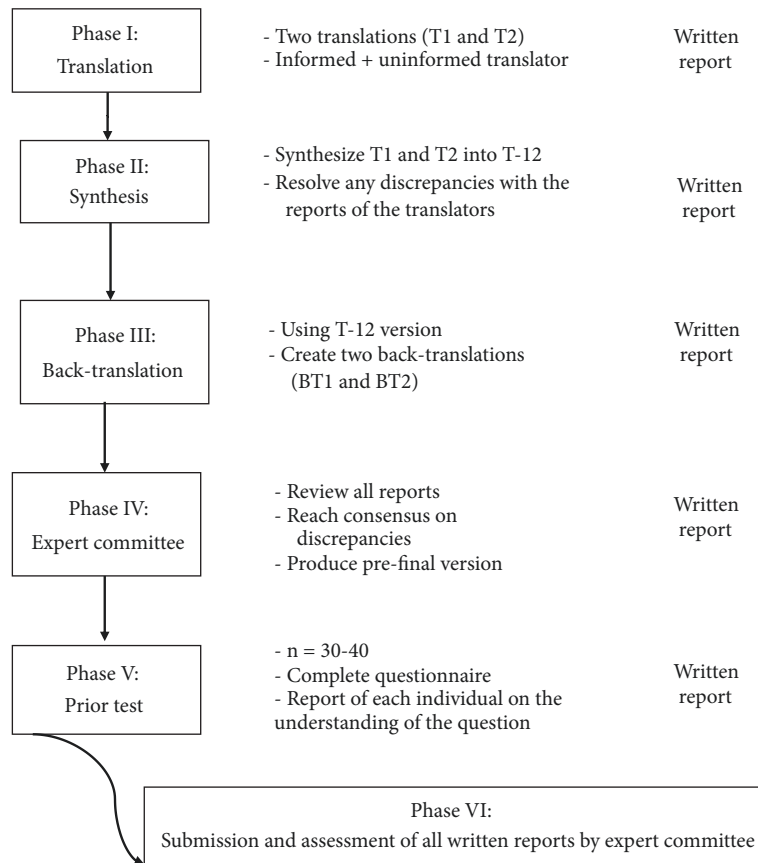 Phase I:
Translation
- Two translations (T1 and T2)
- Informed + uninformed translator
Written
report
Phase II:
Synthesis
- Synthesize T1 and T2 into T-12
- Resolve any discrepancies with the
reports of the translators
Written
report
Phase III:
Back-translation
- Using T-12 version
- Create two back-translations
(BT1 and BT2)
Written
report
Phase IV:
Expert committee
- Review all reports
- Reach consensus on
discrepancies
- Produce pre-final version
Written
report
Phase V:
Prior test
- n = 30-40
- Complete questionnaire
- Report of each individual on the
understanding of the question
Written
report
Phase VI:
Submission and assessment of all written reports by expert committee